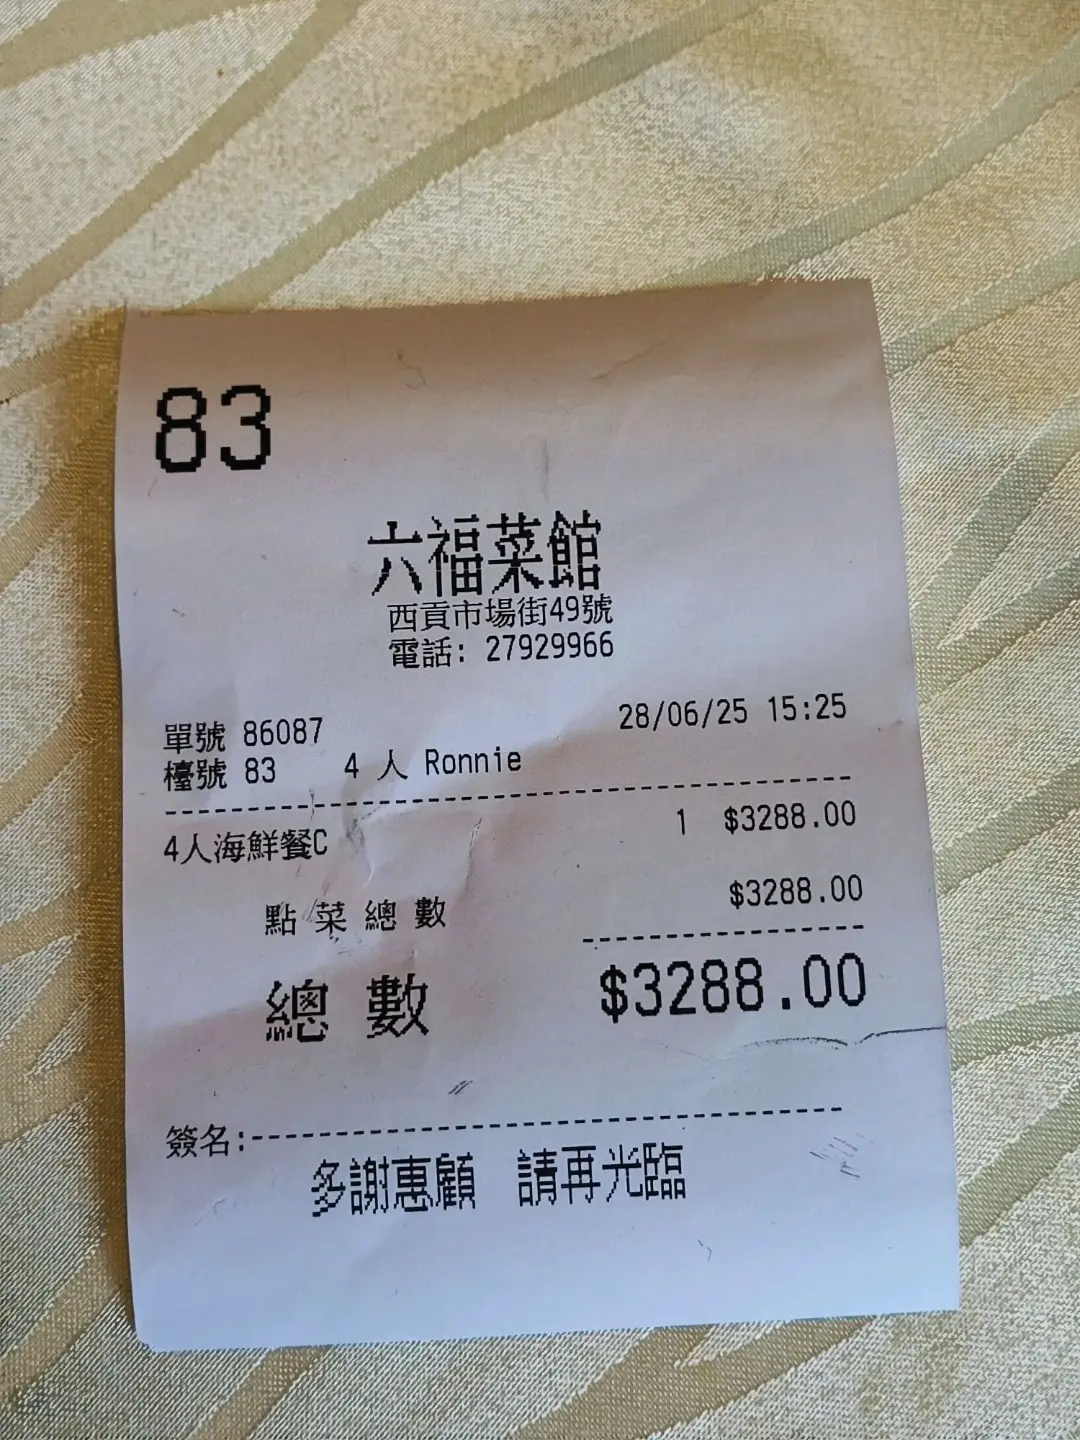 83
六福菜館
西貢市場街49號
電話: 27929966
單號 86087 28/06/25 15:25
檯號 83 4 人 Ronnie
4人海鮮餐C 1 $3288.00
點菜總數 $3288.00
總數 $3288.00
簽名:
多謝惠顧 請再光臨